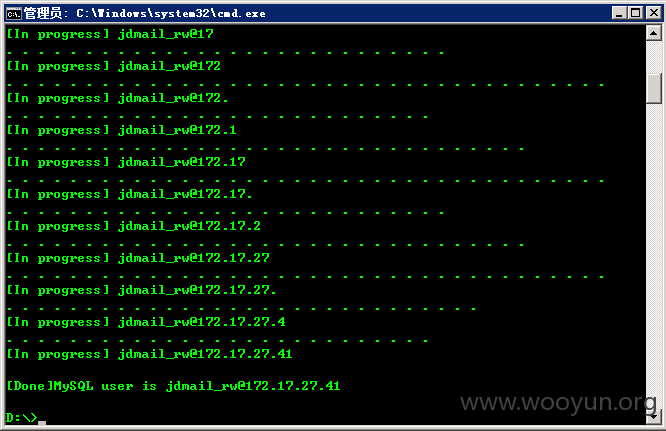 管理员: C:\Windows\system32\cmd.exe
[In progress] jdmail_rw@17
. . . . . . . . . . . . . . . . . . . . . . . . . . . .
[In progress] jdmail_rw@172
. . . . . . . . . . . . . . . . . . . . . . . . . . . . . . . . . . . . . .
[In progress] jdmail_rw@172.
. . . . . . . . . . . . . . . . . . . . . . . . . . .
[In progress] jdmail_rw@172.1
. . . . . . . . . . . . . . . . . . . . . . . . . . . . . . . . .
[In progress] jdmail_rw@172.17
. . . . . . . . . . . . . . . . . . . . . . . . . . . . . . . . . . . . . .
[In progress] jdmail_rw@172.17.
. . . . . . . . . . . . . . . . . . . . . . . . . . . .
[In progress] jdmail_rw@172.17.2
. . . . . . . . . . . . . . . . . . . . . . . . . . . . . . . . .
[In progress] jdmail_rw@172.17.27
. . . . . . . . . . . . . . . . . . . . . . . . . . . . . . . . . . . . . .
[In progress] jdmail_rw@172.17.27.
. . . . . . . . . . . . . . . . . . . . . . . . . . . . . .
[In progress] jdmail_rw@172.17.27.4
. . . . . . . . . . . . . . . . . . . . . . . . . . .
[In progress] jdmail_rw@172.17.27.41
[Done]MySQL user is jdmail_rw@172.17.27.41
D:\>
www.wooyun.org